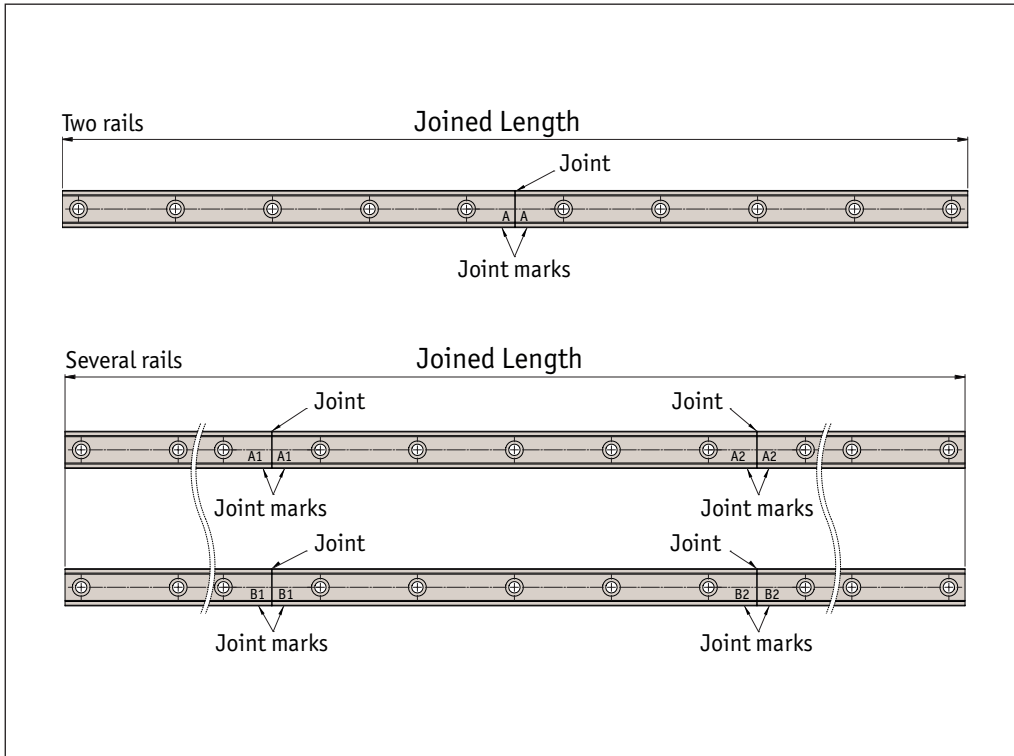 Two rails
Joined Length
Joint
A A
Joint marks
Several rails
Joined Length
Joint
Joint
A1 A1
A2 A2
Joint marks
Joint marks
Joint
Joint
B1 B1
B2 B2
Joint marks
Joint marks